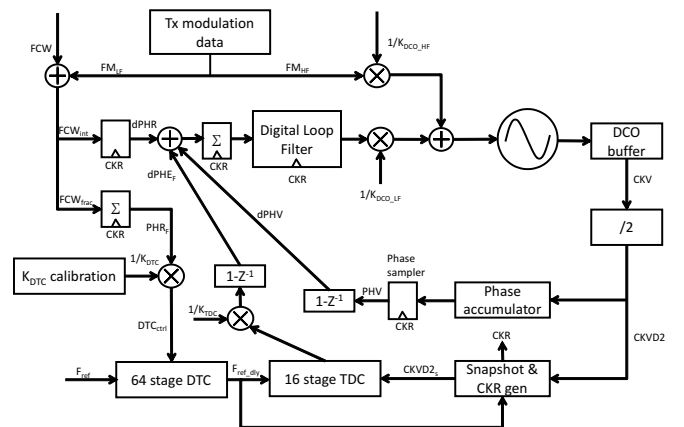 Tx modulation
data
FCW
1/K_DCO_HF
FM_LF
FM_HF
FCW_int
dPHR
CKR
Σ
CKR
Digital Loop
Filter
CKR
1/K_DCO_LF
DCO
buffer
CKV
dPHE_F
FCW_frac
Σ
CKR
PHR_F
dPHV
/2
1/K_DTC
K_DTC calibration
1-Z⁻¹
1-Z⁻¹
PHV
Phase
sampler
CKR
Phase
accumulator
1/K_TDC
DTC_ctrl
CKR
CKVD2
F_ref
64 stage DTC
F_ref_dly
16 stage TDC
CKVD2_s
Snapshot &
CKR gen